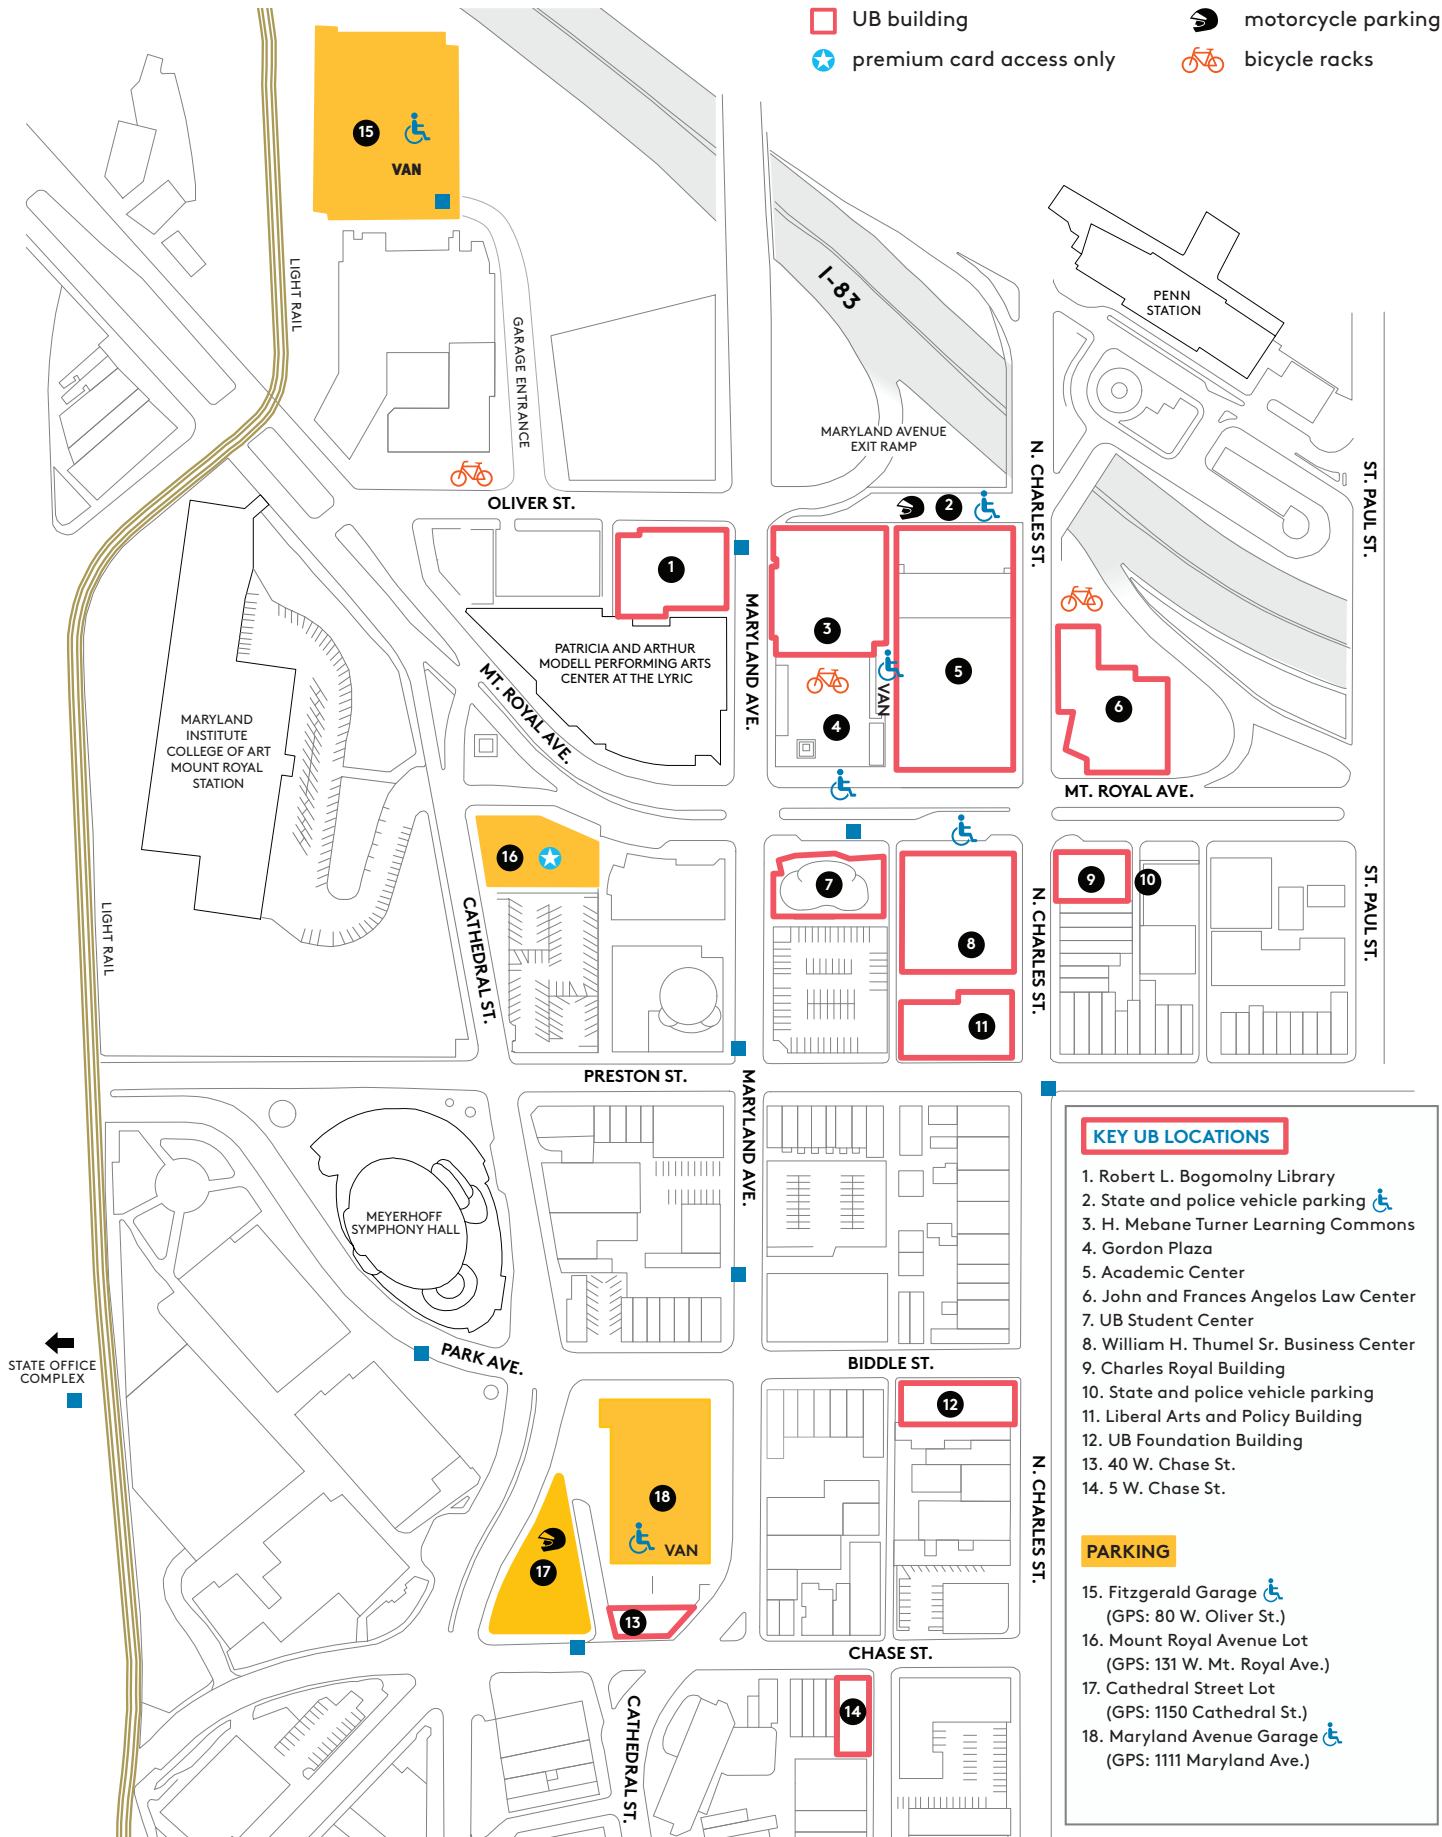 UB building
motorcycle parking
premium card access only
bicycle racks
15
VAN
LIGHT RAIL
GARAGE ENTRANCE
I-83
PENN
STATION
MARYLAND AVENUE
EXIT RAMP
N. CHARLES ST.
ST. PAUL ST.
OLIVER ST.
2
1
MARYLAND AVE.
3
PATRICIA AND ARTHUR
MODELL PERFORMING ARTS
CENTER AT THE LYRIC
MT. ROYAL AVE.
VAN
4
5
6
MARYLAND
INSTITUTE
COLLEGE OF ART
MOUNT ROYAL
STATION
MT. ROYAL AVE.
16
7
8
9
10
CATHEDRAL ST.
LIGHT RAIL
N. CHARLES ST.
ST. PAUL ST.
11
PRESTON ST.
MARYLAND AVE.
MEYERHOFF
SYMPHONY HALL
PARK AVE.
BIDDLE ST.
STATE OFFICE
COMPLEX
12
18
VAN
17
13
N. CHARLES ST.
CHASE ST.
CATHEDRAL ST.
14
KEY UB LOCATIONS
1. Robert L. Bogomolny Library
2. State and police vehicle parking
3. H. Mebane Turner Learning Commons
4. Gordon Plaza
5. Academic Center
6. John and Frances Angelos Law Center
7. UB Student Center
8. William H. Thumel Sr. Business Center
9. Charles Royal Building
10. State and police vehicle parking
11. Liberal Arts and Policy Building
12. UB Foundation Building
13. 40 W. Chase St.
14. 5 W. Chase St.
PARKING
15. Fitzgerald Garage
(GPS: 80 W. Oliver St.)
16. Mount Royal Avenue Lot
(GPS: 131 W. Mt. Royal Ave.)
17. Cathedral Street Lot
(GPS: 1150 Cathedral St.)
18. Maryland Avenue Garage
(GPS: 1111 Maryland Ave.)